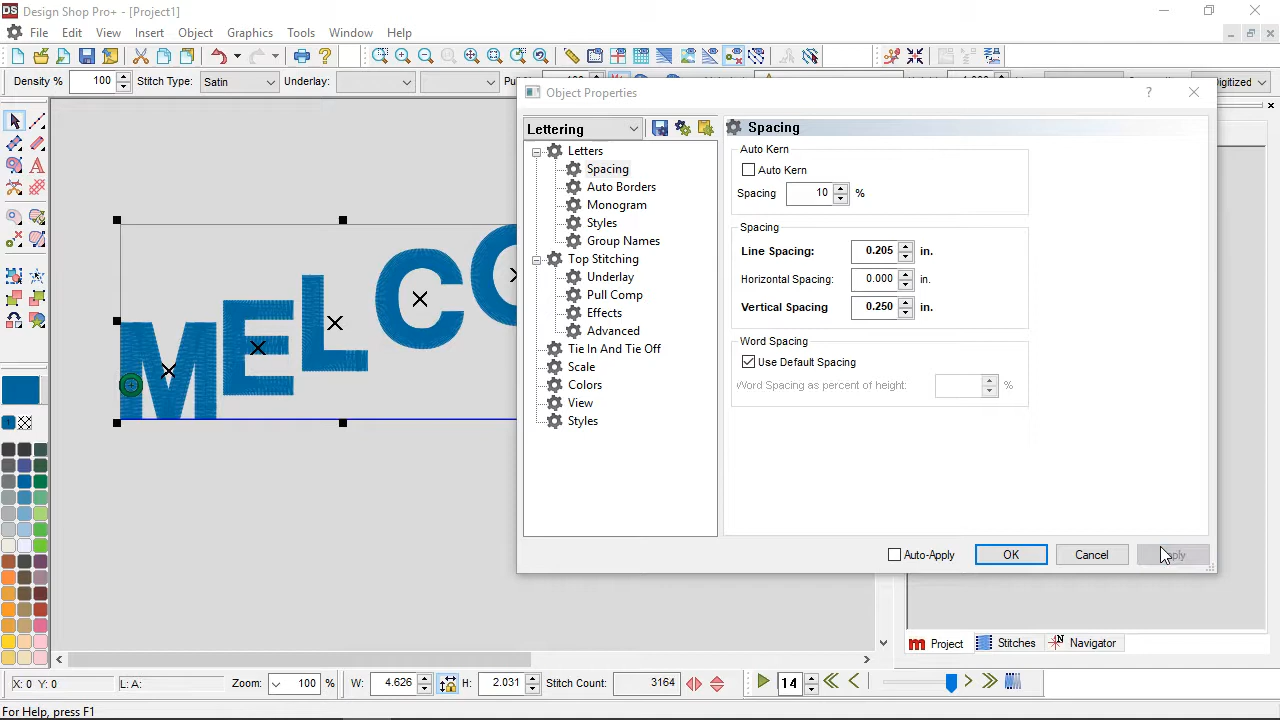 DS Design Shop Pro+ - [Project1]
File Edit View Insert Object Graphics Tools Window Help
Density % 100 Stitch Type: Satin Underlay: igitized
Object Properties
Lettering
Letters
Spacing
Auto Borders
Monogram
Styles
Group Names
Top Stitching
Underlay
Pull Comp
Effects
Advanced
Tie In And Tie Off
Scale
Colors
View
Styles
Spacing
Auto Kern
Auto Kern
Spacing 10 %
Spacing
Line Spacing: 0.205 in.
Horizontal Spacing: 0.000 in.
Vertical Spacing 0.250 in.
Word Spacing
Use Default Spacing
Word Spacing as percent of height %
Auto-Apply OK Cancel Apply
MELCO
m Project Stitches N Navigator
X: 0 Y: 0 L: A: Zoom: 100 % W: 4.626 H: 2.031 Stitch Count: 3164 14
For Help, press F1